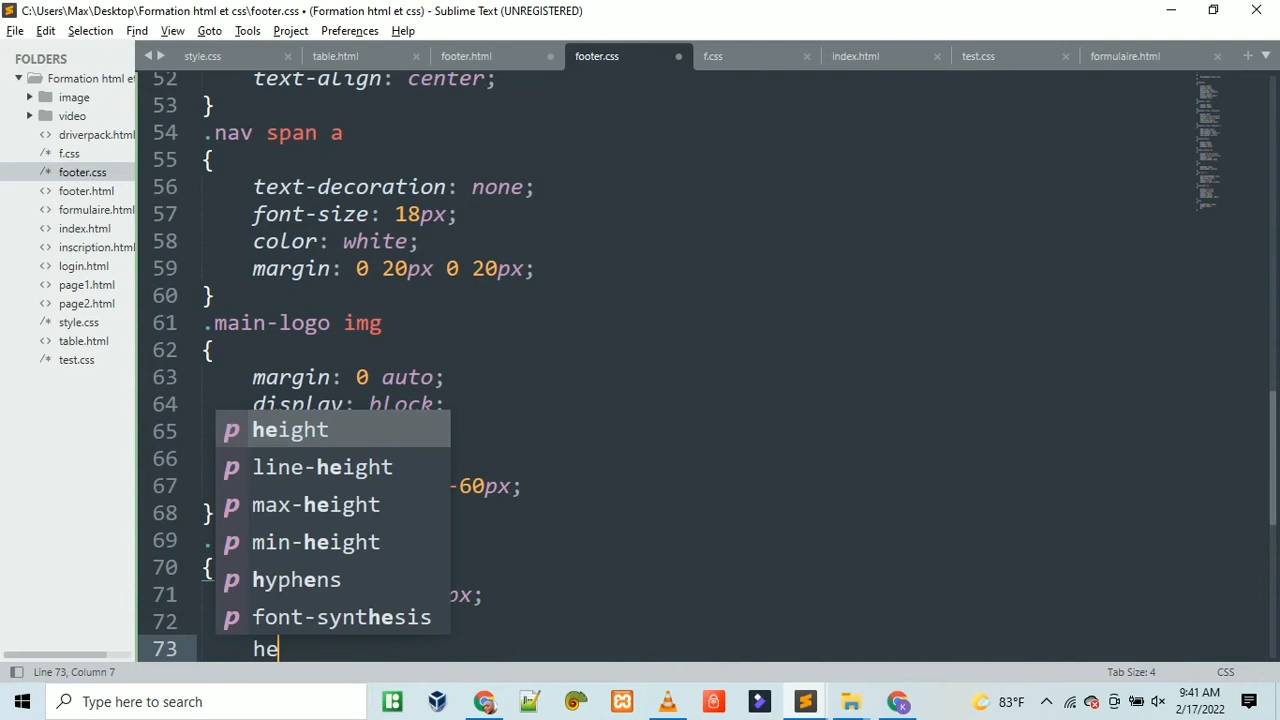 C:\Users\Max\Desktop\Formation html et css\footer.css • (Formation html et css) - Sublime Text (UNREGISTERED)
File Edit Selection Find View Goto Tools Project Preferences Help
FOLDERS
Formation html et
image
video
driverpack.html
f.css
footer.css
footer.html
formulaire.html
index.html
inscription.html
login.html
page1.html
page2.html
style.css
table.html
test.css
style.css table.html footer.html footer.css f.css index.html test.css formulaire.html
52 text-align: center;
53 }
54 .nav span a
55 {
56 text-decoration: none;
57 font-size: 18px;
58 color: white;
59 margin: 0 20px 0 20px;
60 }
61 .main-logo img
62 {
63 margin: 0 auto;
64 display: block;
65
66
67 -60px;
68 }
69 .
70 {
71 px;
72
73 he
p height
p line-height
p max-height
p min-height
p hyphens
p font-synthesis
Line 73, Column 7
Tab Size: 4
CSS
Type here to search
83°F
9:41 AM
2/17/2022